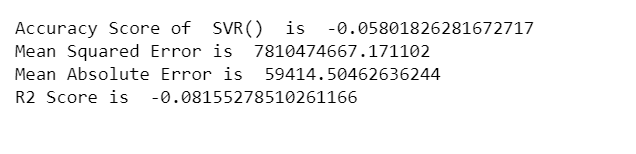 Accuracy Score of  SVR()  is  -0.05801826281672717
Mean Squared Error is  7810474667.171102
Mean Absolute Error is  59414.50462636244
R2 Score is  -0.08155278510261166